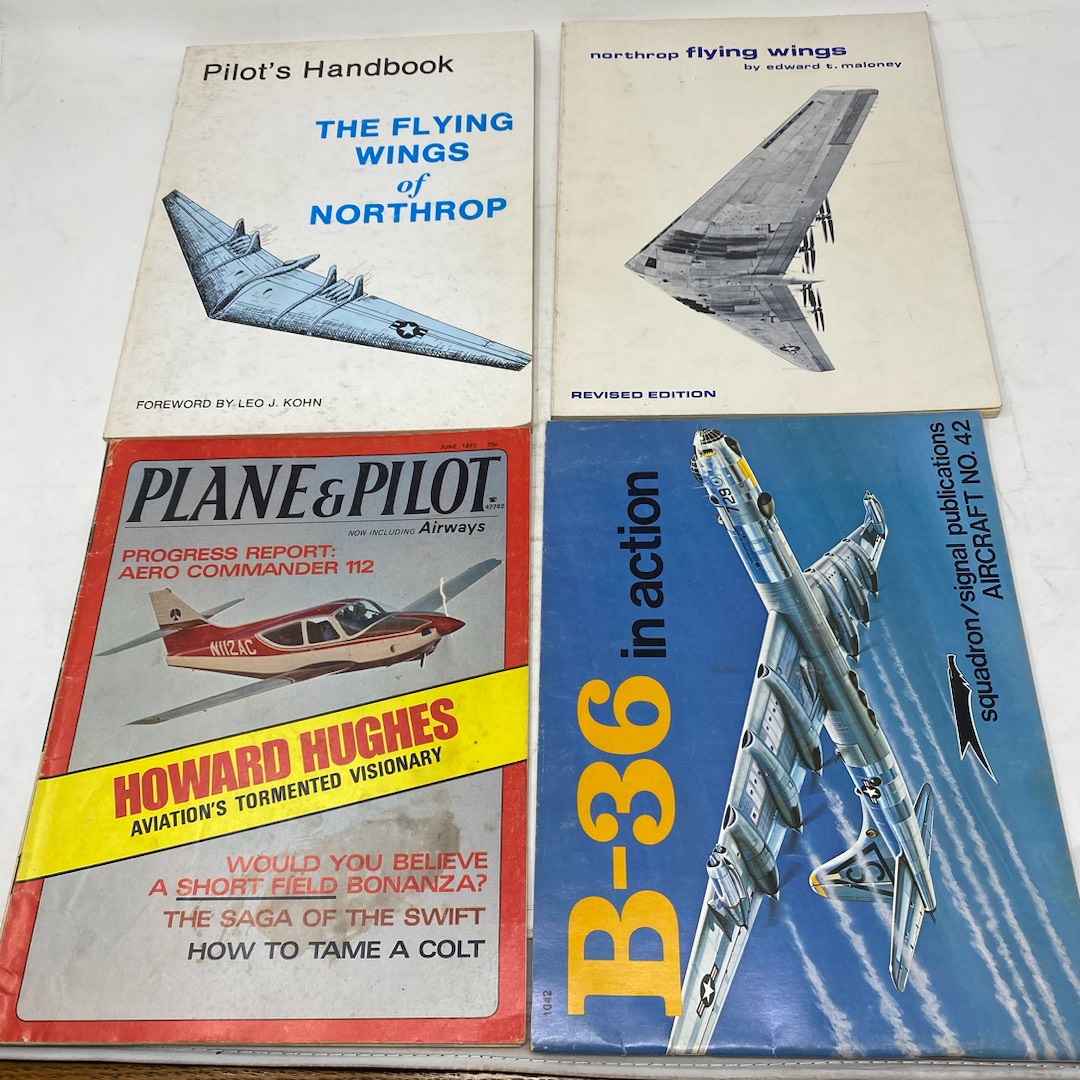 Pilot's Handbook
THE FLYING
WINGS
of
NORTHROP
FOREWORD BY LEO J. KOHN
northrop flying wings
by edward t. maloney
REVISED EDITION
JUNE, 1971 75¢
PLANE & PILOT
47782
NOW INCLUDING Airways
PROGRESS REPORT:
AERO COMMANDER 112
N112AC
HOWARD HUGHES
AVIATION'S TORMENTED VISIONARY
WOULD YOU BELIEVE
A SHORT FIELD BONANZA?
THE SAGA OF THE SWIFT
HOW TO TAME A COLT
B-36 in action
squadron/signal publications
AIRCRAFT NO. 42
729
1042